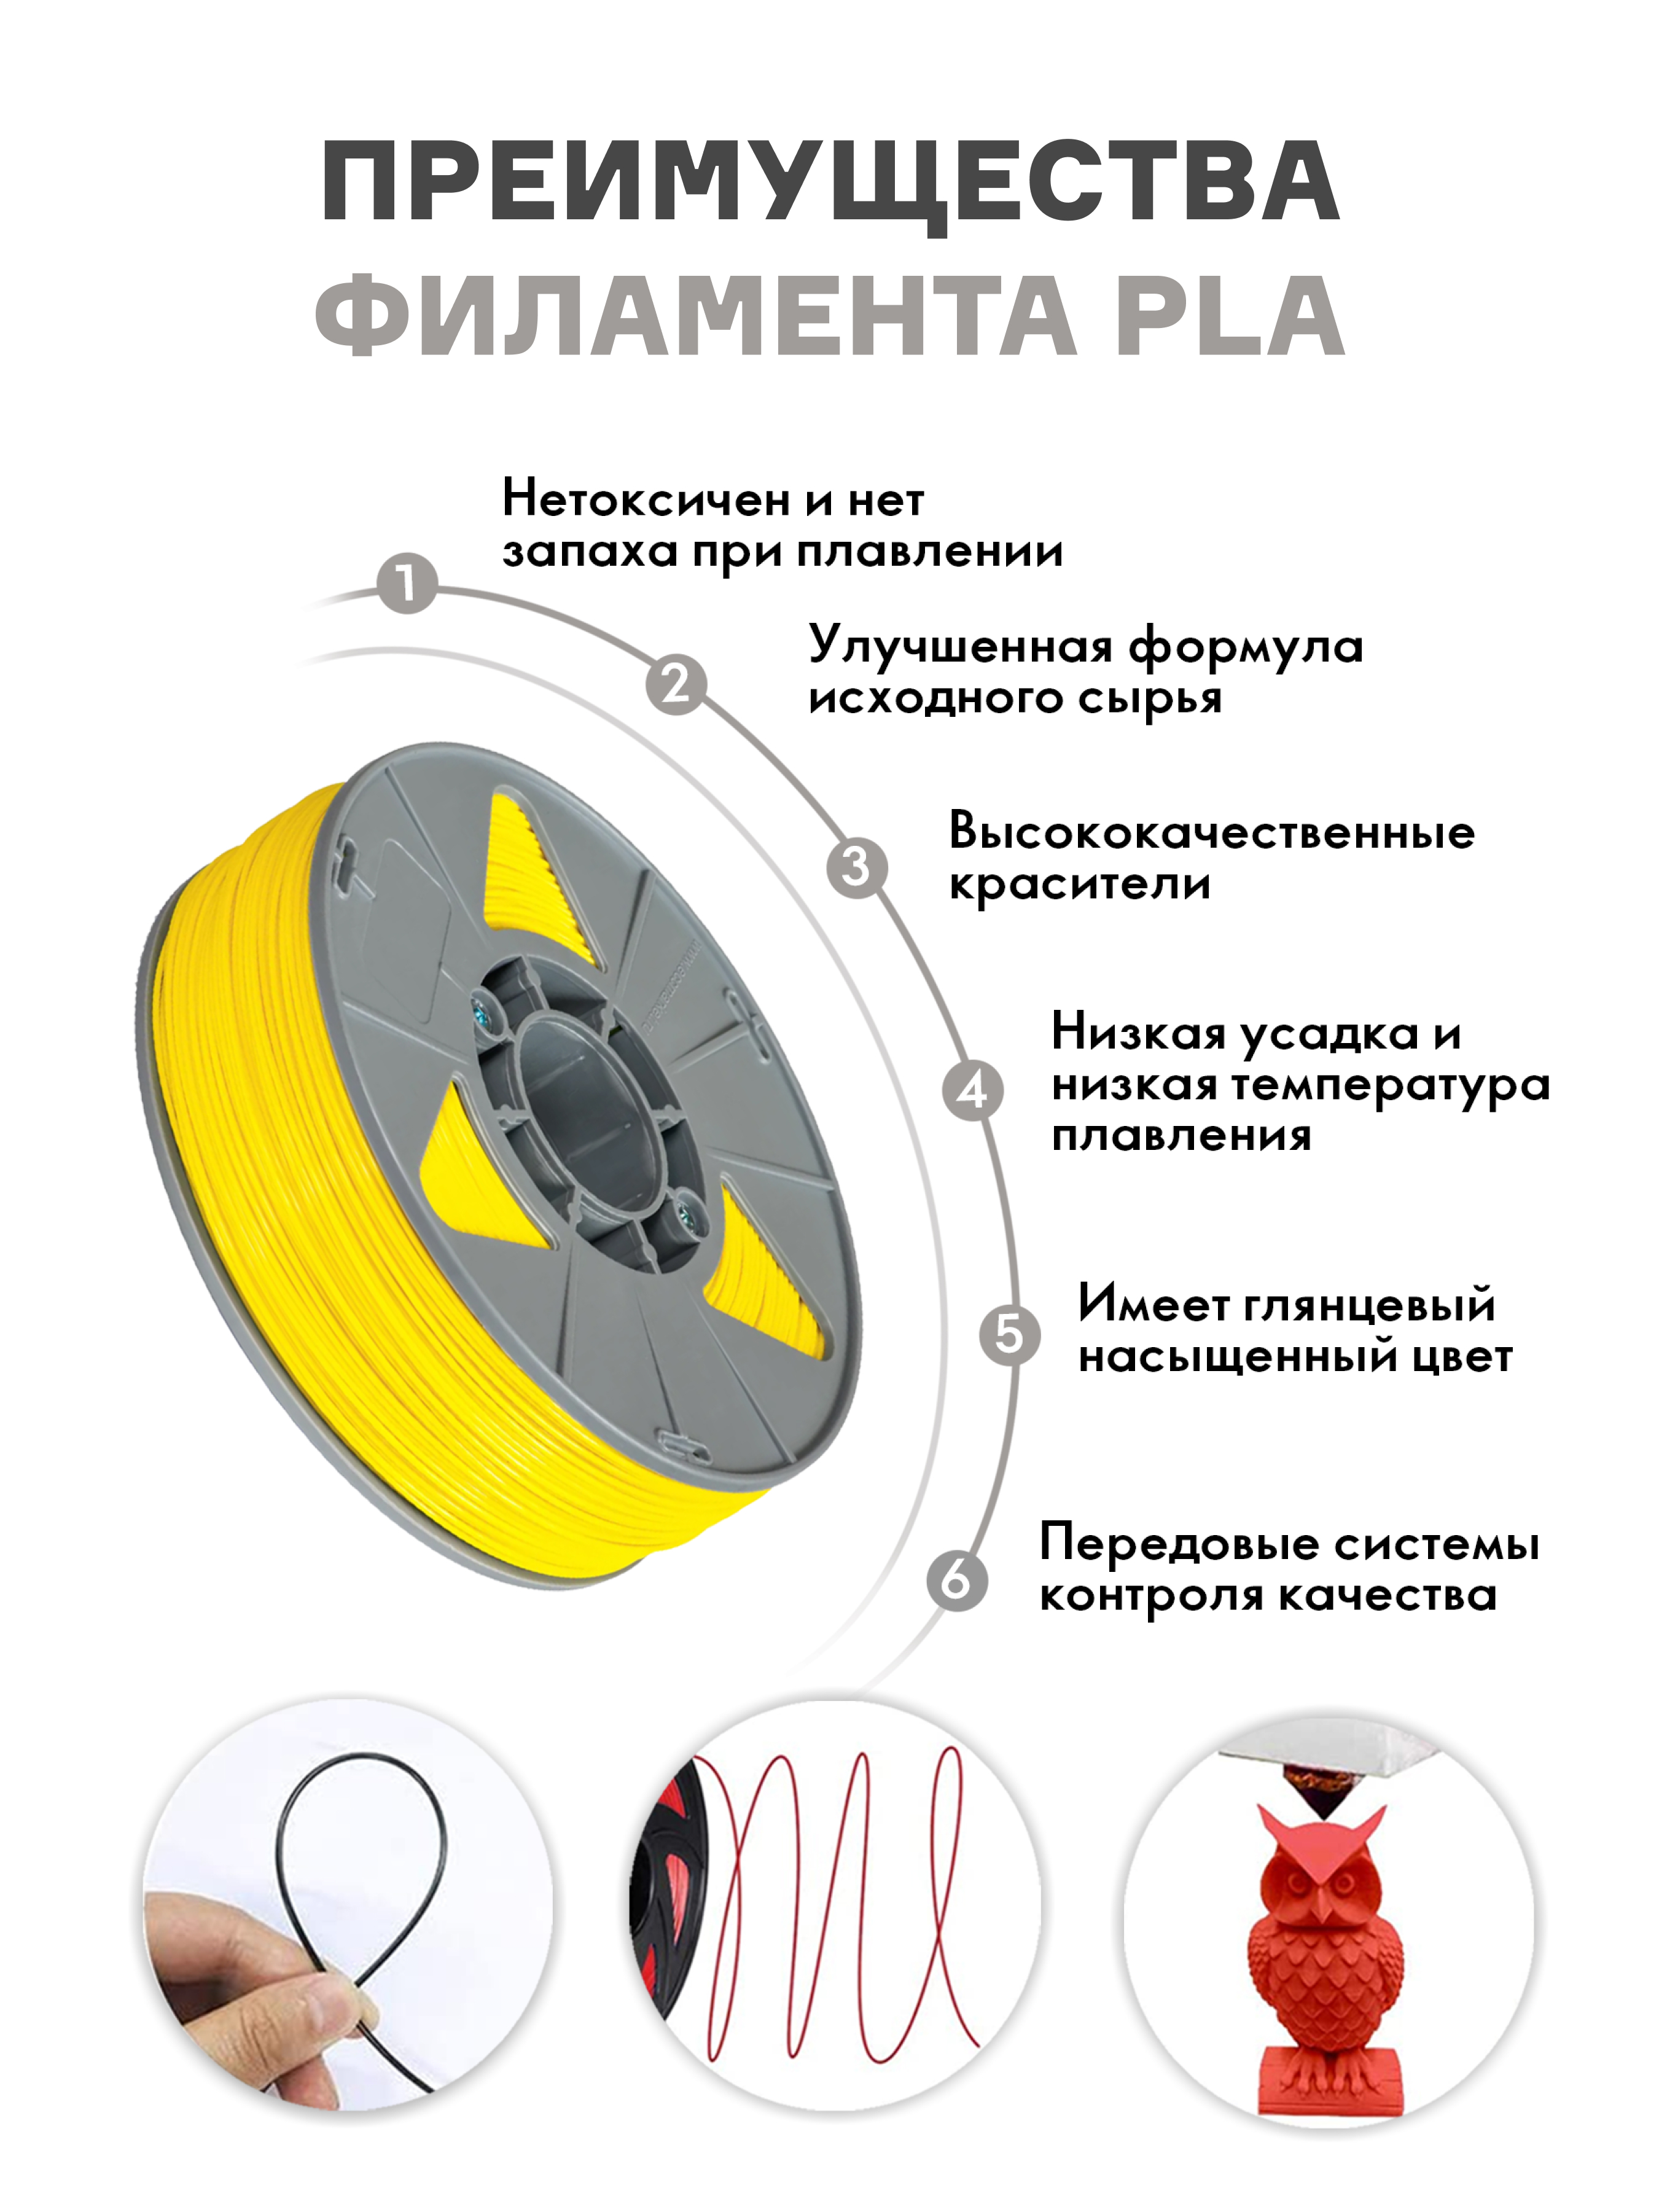 ПРЕИМУЩЕСТВА
ФИЛАМЕНТА PLA
1
Нетоксичен и нет
запаха при плавлении
2
Улучшенная формула
исходного сырья
3
Высококачественные
красители
4
Низкая усадка и
низкая температура
плавления
5
Имеет глянцевый
насыщенный цвет
6
Передовые системы
контроля качества